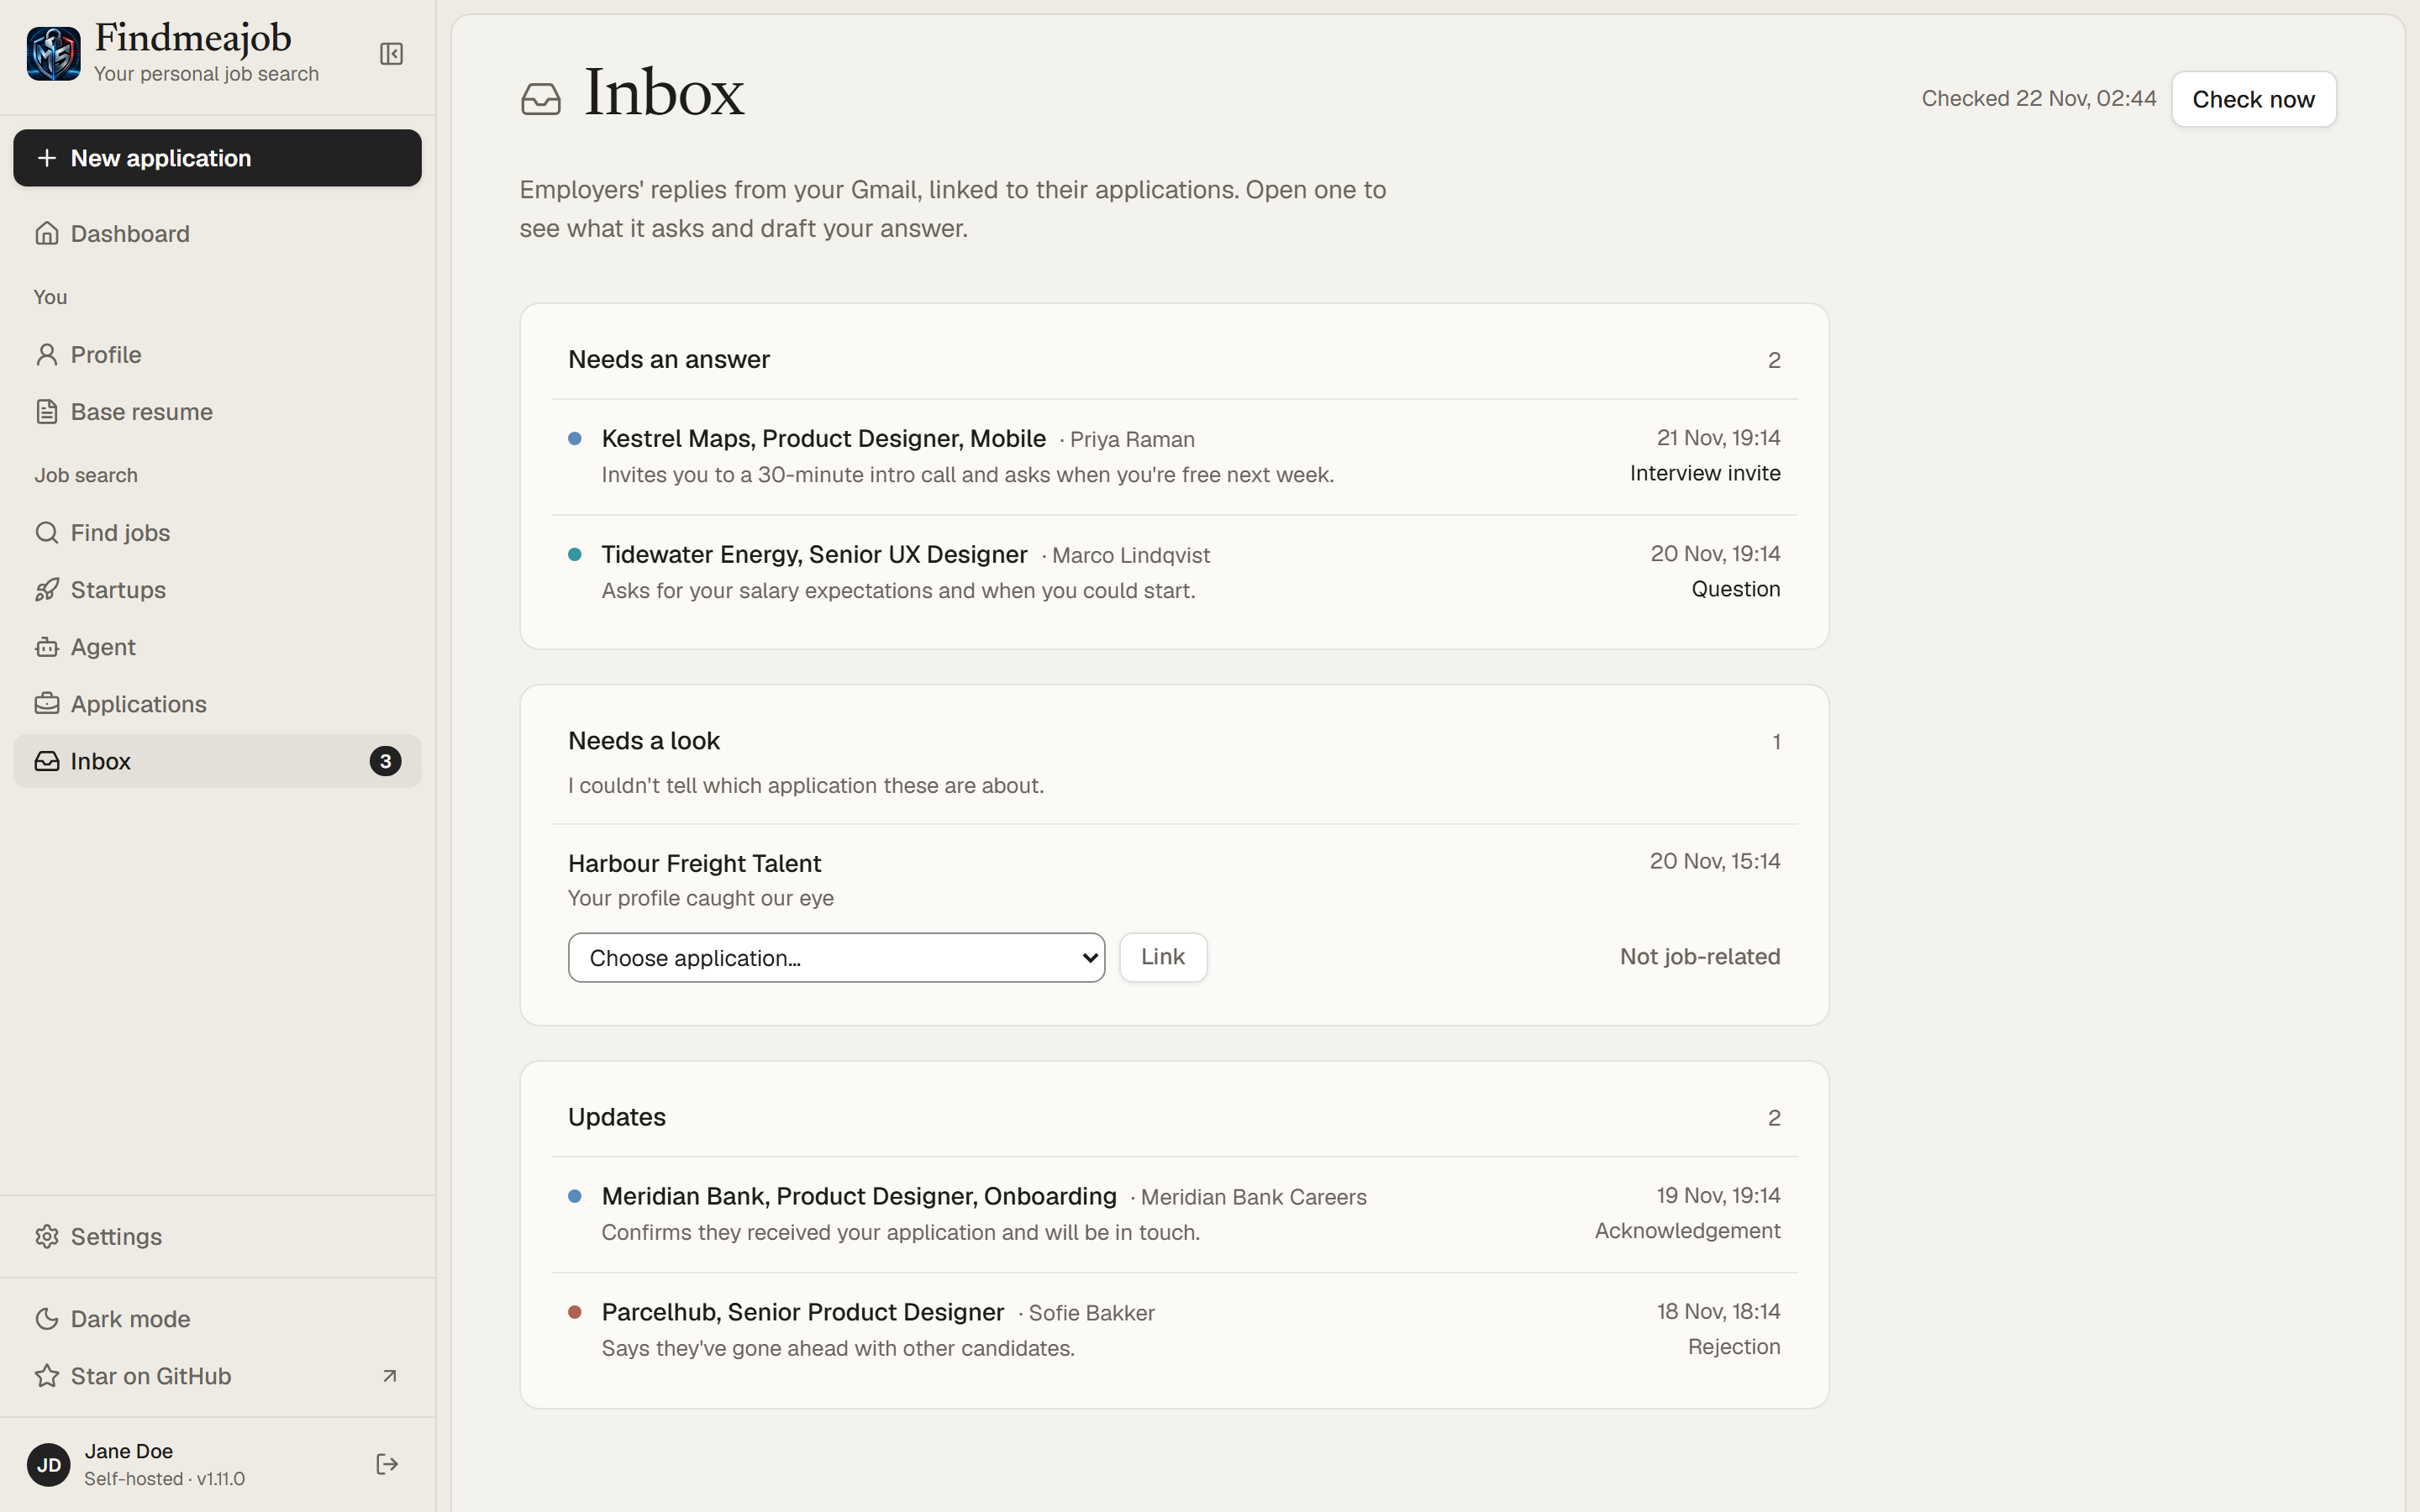 Findmeajob
Your personal job search
New application
Dashboard
You
Profile
Base resume
Job search
Find jobs
Startups
Agent
Applications
Inbox
3
Settings
Dark mode
Star on GitHub
JD
Jane Doe
Self-hosted · v1.11.0
Inbox
Checked 22 Nov, 02:44
Check now
Employers' replies from your Gmail, linked to their applications. Open one to
see what it asks and draft your answer.
Needs an answer
2
Kestrel Maps, Product Designer, Mobile · Priya Raman
21 Nov, 19:14
Invites you to a 30-minute intro call and asks when you're free next week.
Interview invite
Tidewater Energy, Senior UX Designer · Marco Lindqvist
20 Nov, 19:14
Asks for your salary expectations and when you could start.
Question
Needs a look
1
I couldn't tell which application these are about.
Harbour Freight Talent
20 Nov, 15:14
Your profile caught our eye
Choose application...
Link
Not job-related
Updates
2
Meridian Bank, Product Designer, Onboarding · Meridian Bank Careers
19 Nov, 19:14
Confirms they received your application and will be in touch.
Acknowledgement
Parcelhub, Senior Product Designer · Sofie Bakker
18 Nov, 18:14
Says they've gone ahead with other candidates.
Rejection